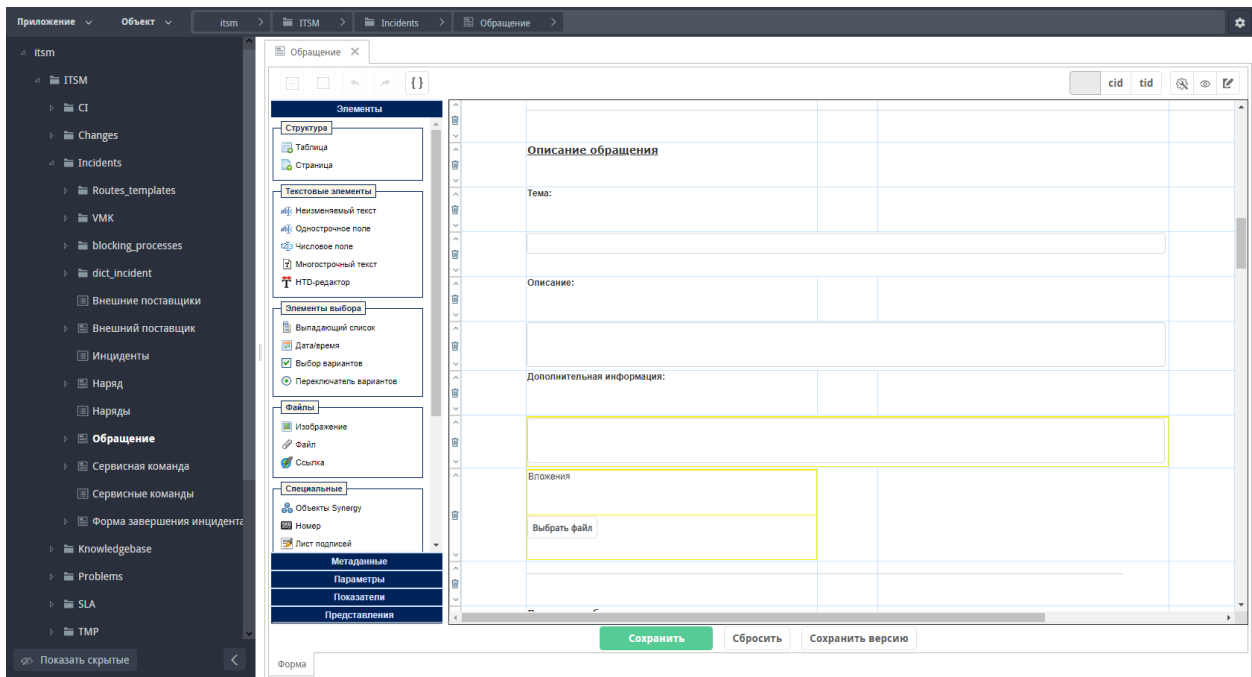 Приложение Объект itsm ITSM Incidents Обращение
itsm
ITSM
CI
Changes
Incidents
Routes_templates
VMK
blocking_processes
dict_incident
Внешние поставщики
Внешний поставщик
Инциденты
Наряд
Наряды
Обращение
Сервисная команда
Сервисные команды
Форма завершения инцидента
Knowledgebase
Problems
SLA
TMP
Показать скрытые
Обращение
{ } cid tid
Элементы
Структура
Таблица
Страница
Текстовые элементы
Неизменяемый текст
Однострочное поле
Числовое поле
Многострочный текст
HTD-редактор
Элементы выбора
Выпадающий список
Дата/время
Выбор вариантов
Переключатель вариантов
Файлы
Изображение
Файл
Ссылка
Специальные
Объекты Synergy
Номер
Лист подписей
Метаданные
Параметры
Показатели
Представления
Описание обращения
Тема:
Описание:
Дополнительная информация:
Вложения
Выбрать файл
Сохранить Сбросить Сохранить версию
Форма